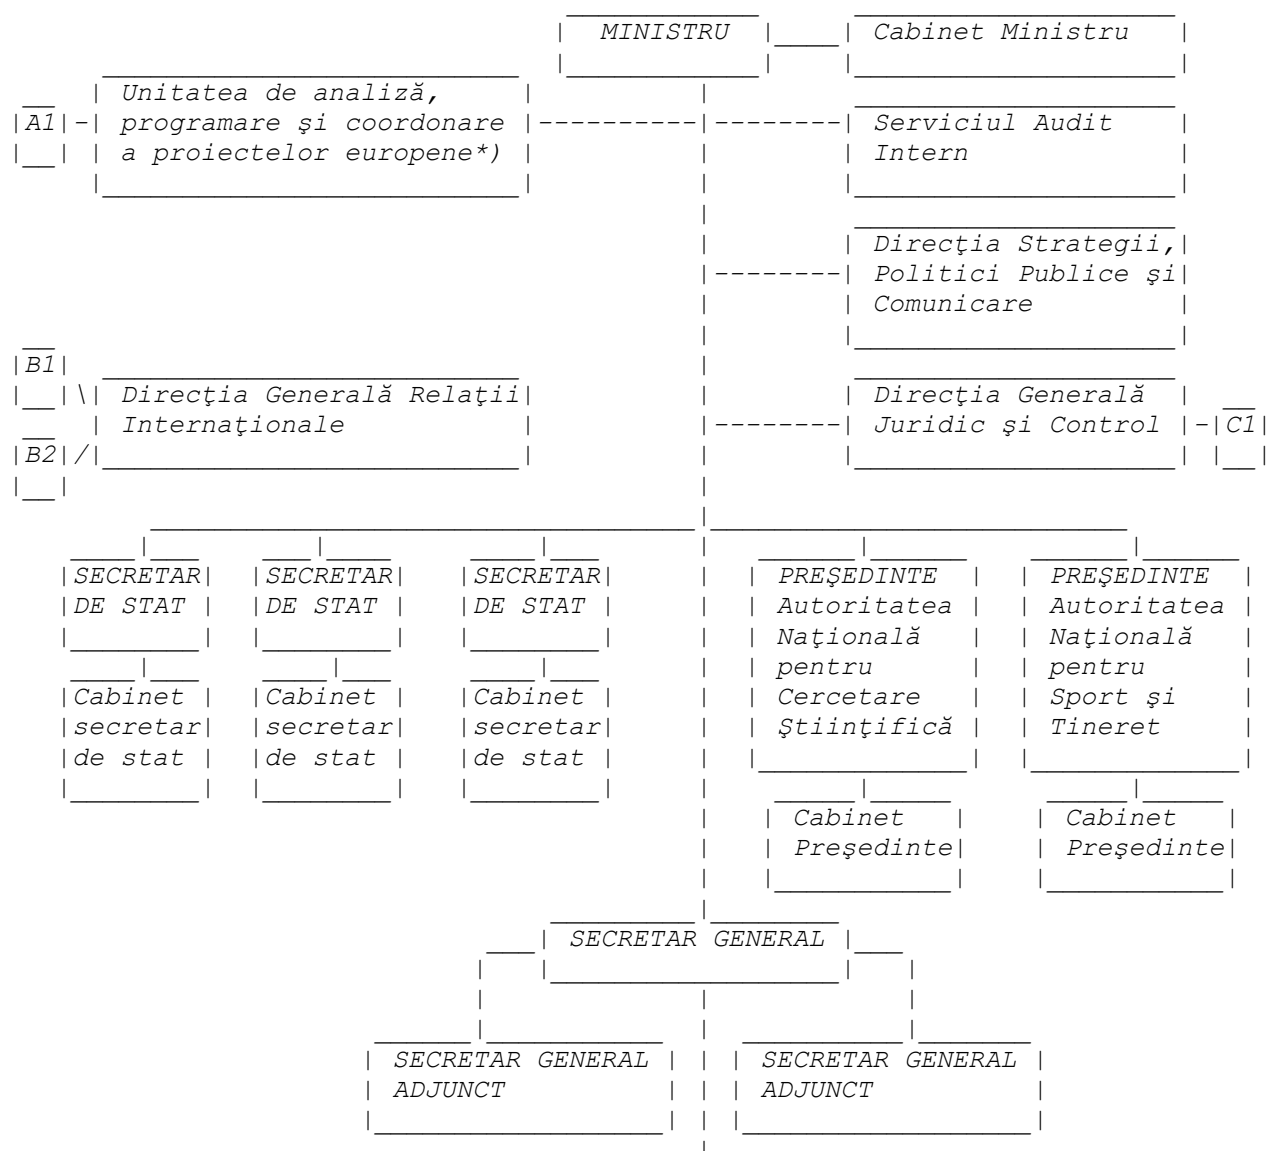 MINISTRU Cabinet Ministru
Unitatea de analiză,
A1 programare şi coordonare Serviciul Audit
a proiectelor europene*) Intern
Direcţia Strategii,
Politici Publice şi
Comunicare
B1
Direcţia Generală Relaţii Direcţia Generală
Internaţionale Juridic şi Control C1
B2
SECRETAR SECRETAR SECRETAR PREŞEDINTE PREŞEDINTE
DE STAT DE STAT DE STAT Autoritatea Autoritatea
Naţională Naţională
pentru pentru
Cabinet Cabinet Cabinet Cercetare Sport şi
secretar secretar secretar Ştiinţifică Tineret
de stat de stat de stat
Cabinet Cabinet
Preşedinte Preşedinte
SECRETAR GENERAL
SECRETAR GENERAL SECRETAR GENERAL
ADJUNCT ADJUNCT